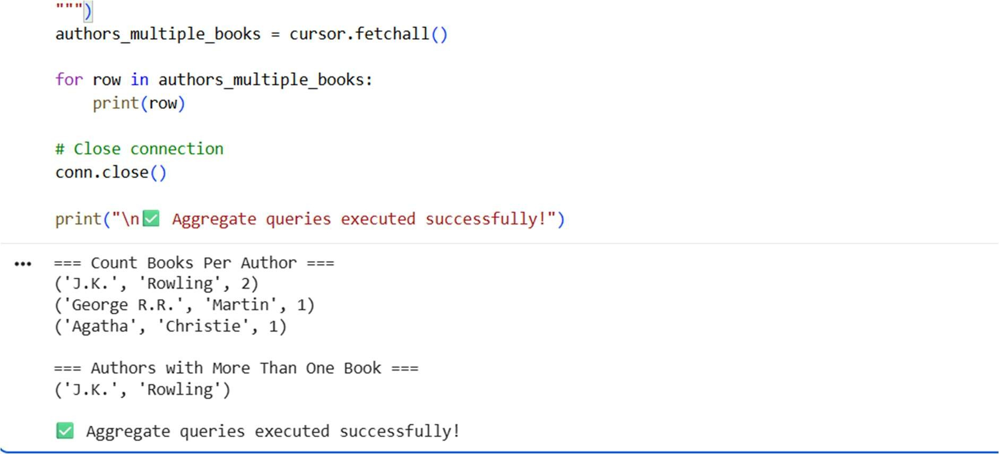 """)
authors_multiple_books = cursor.fetchall()
for row in authors_multiple_books:
    print(row)
# Close connection
conn.close()
print("\n✅ Aggregate queries executed successfully!")
••• === Count Books Per Author ===
('J.K.', 'Rowling', 2)
('George R.R.', 'Martin', 1)
('Agatha', 'Christie', 1)
=== Authors with More Than One Book ===
('J.K.', 'Rowling')
✅ Aggregate queries executed successfully!